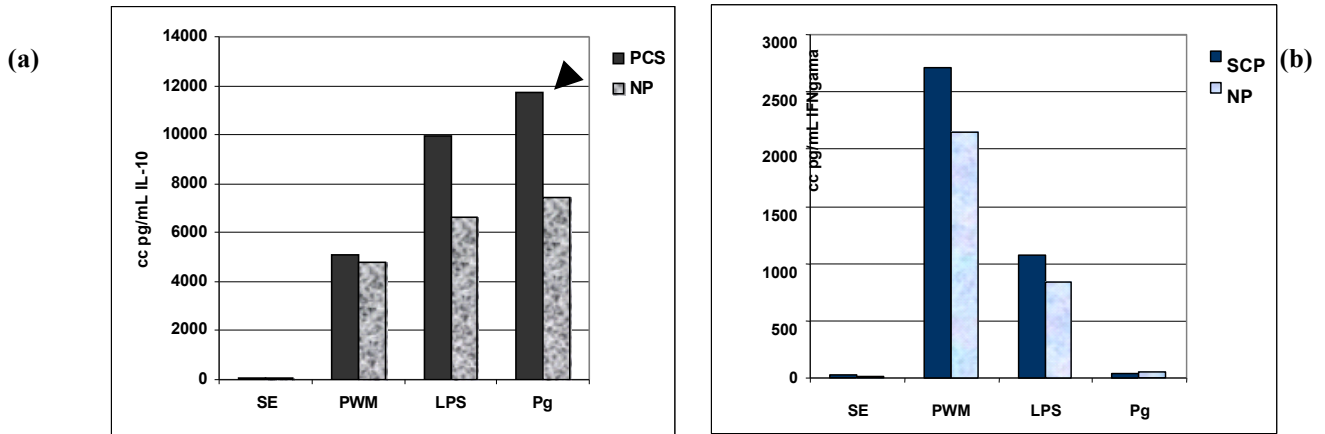 (a)
cc pg/mL IL-10
14000
12000
10000
8000
6000
4000
2000
0
SE PWM LPS Pg
PCS
NP
cc pg/mL IFNgama
3000
2500
2000
1500
1000
500
0
SE PWM LPS Pg
SCP
NP
(b)